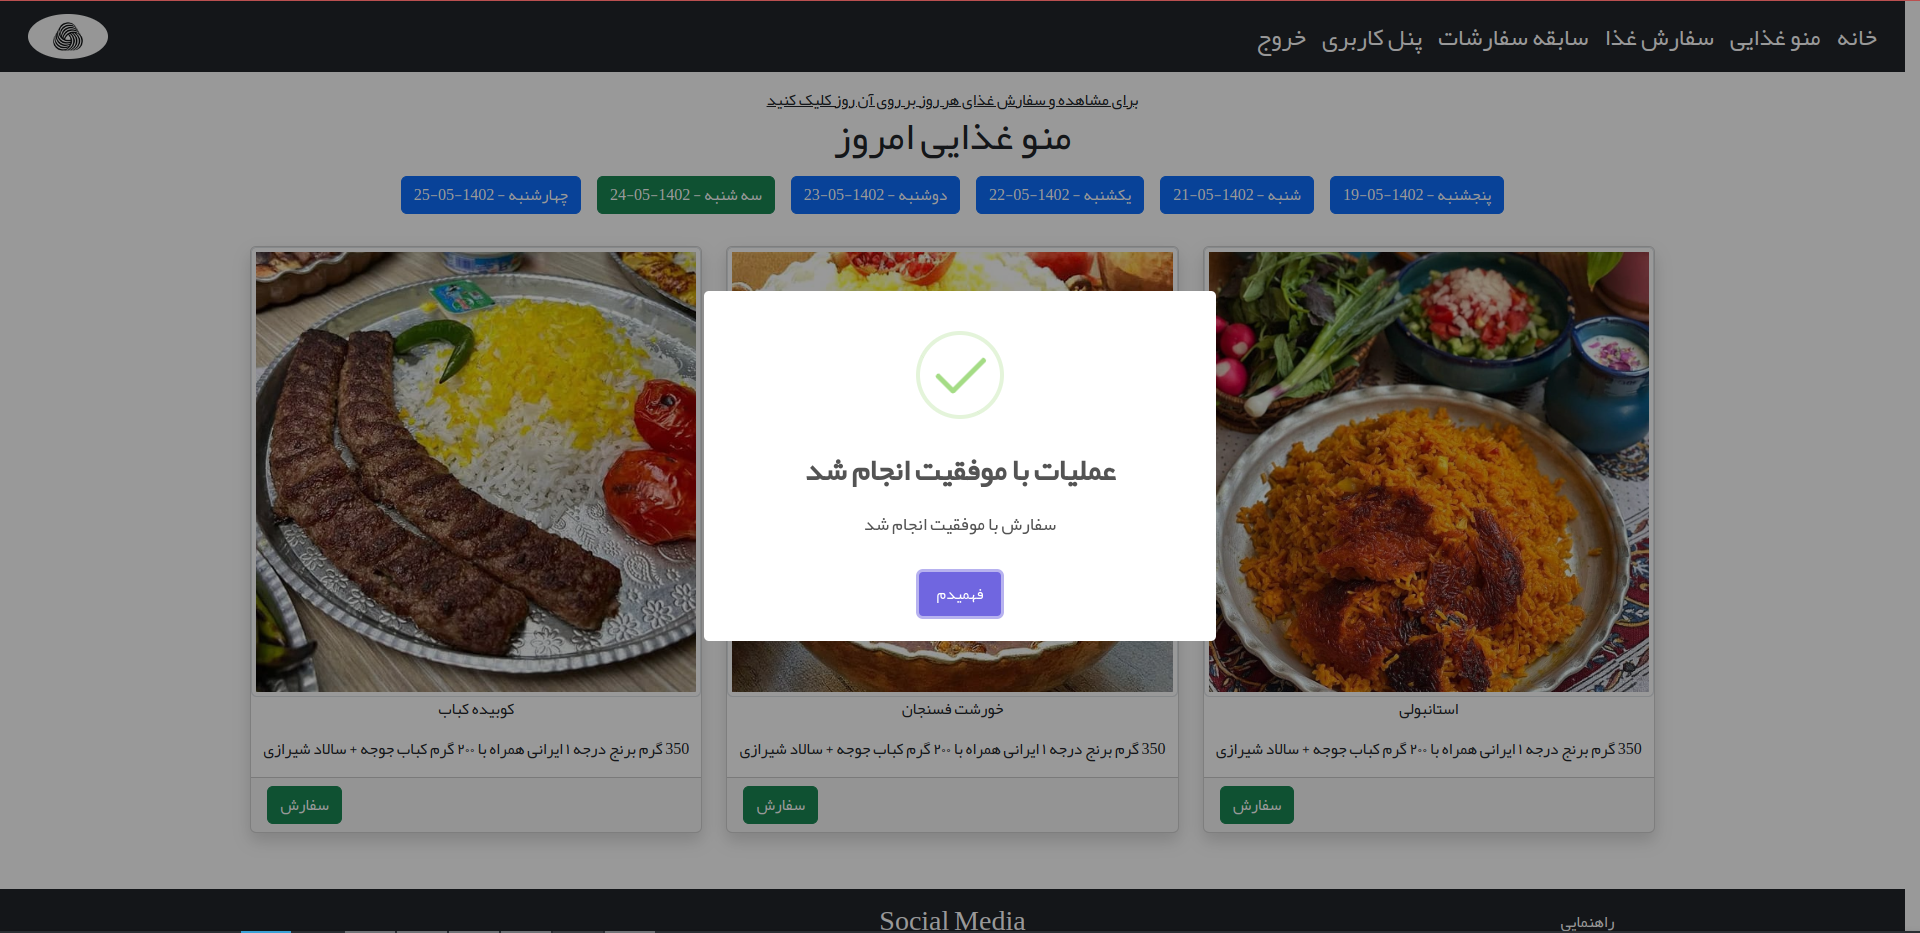 خانه منو غذایی سفارش غذا سابقه سفارشات پنل کاربری خروج
برای مشاهده و سفارش غذای هر روز بر روی آن روز کلیک کنید
منو غذایی امروز
پنجشنبه - 1402-05-19
شنبه - 1402-05-21
یکشنبه - 1402-05-22
دوشنبه - 1402-05-23
سه شنبه - 1402-05-24
چهارشنبه - 1402-05-25
عملیات با موفقیت انجام شد
سفارش با موفقیت انجام شد
فهمیدم
استانبولی
350 گرم برنج درجه ۱ ایرانی همراه با ۲۰۰ گرم کباب جوجه + سالاد شیرازی
سفارش
خورشت فسنجان
350 گرم برنج درجه ۱ ایرانی همراه با ۲۰۰ گرم کباب جوجه + سالاد شیرازی
سفارش
کوبیده کباب
350 گرم برنج درجه ۱ ایرانی همراه با ۲۰۰ گرم کباب جوجه + سالاد شیرازی
سفارش
راهنمایی
Social Media